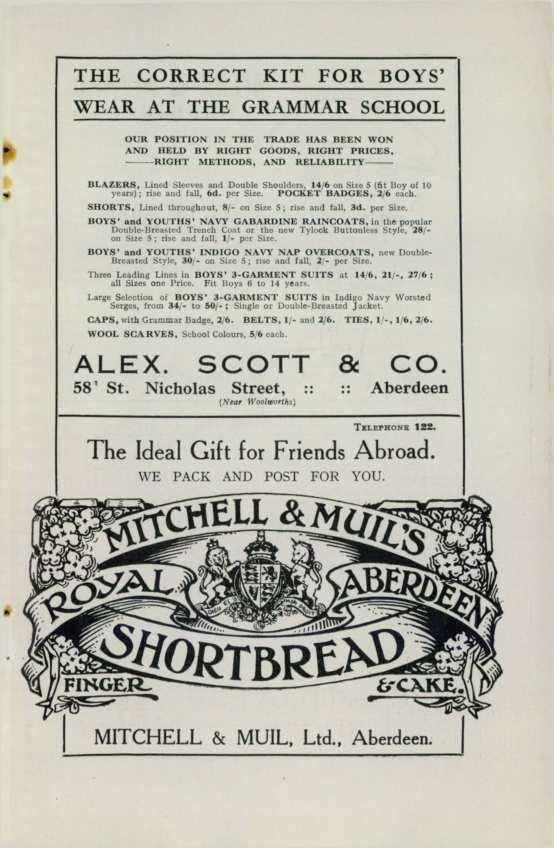 THE CORRECT KIT FOR BOYS'
WEAR AT THE GRAMMAR SCHOOL
OUR POSITION IN THE TRADE HAS BEEN WON
AND HELD BY RIGHT GOODS, RIGHT PRICES,
——RIGHT METHODS, AND RELIABILITY——
BLAZERS, Lined Sleeves and Double Shoulders, 14/6 on Size 5 (fit Boy of 10
years); rise and fall, 6d. per Size. POCKET BADGES, 2/6 each.
SHORTS, Lined throughout, 8/- on Size 5; rise and fall, 3d. per Size.
BOYS' and YOUTHS' NAVY GABARDINE RAINCOATS, in the popular
Double-Breasted Trench Coat or the new Tylock Buttonless Style, 28/-
on Size 5; rise and fall, 1/- per Size.
BOYS' and YOUTHS' INDIGO NAVY NAP OVERCOATS, new Double-
Breasted Style, 30/- on Size 5; rise and fall, 2/- per Size.
Three Leading Lines in BOYS' 3-GARMENT SUITS at 14/6, 21/-, 27/6;
all Sizes one Price. Fit Boys 6 to 14 years.
Large Selection of BOYS' 3-GARMENT SUITS in Indigo Navy Worsted
Serges, from 34/- to 50/-; Single or Double-Breasted Jacket.
CAPS, with Grammar Badge, 2/6. BELTS, 1/- and 2/6. TIES, 1/-, 1/6, 2/6.
WOOL SCARVES, School Colours, 5/6 each.
ALEX. SCOTT & CO.
58 St. Nicholas Street, :: :: Aberdeen
(Near Woolworths)
TELEPHONE 122.
The Ideal Gift for Friends Abroad.
WE PACK AND POST FOR YOU.
MITCHELL & MUIL'S
ROYAL ABERDEEN
SHORTBREAD
FINGER & CAKE.
MITCHELL & MUIL, Ltd., Aberdeen.